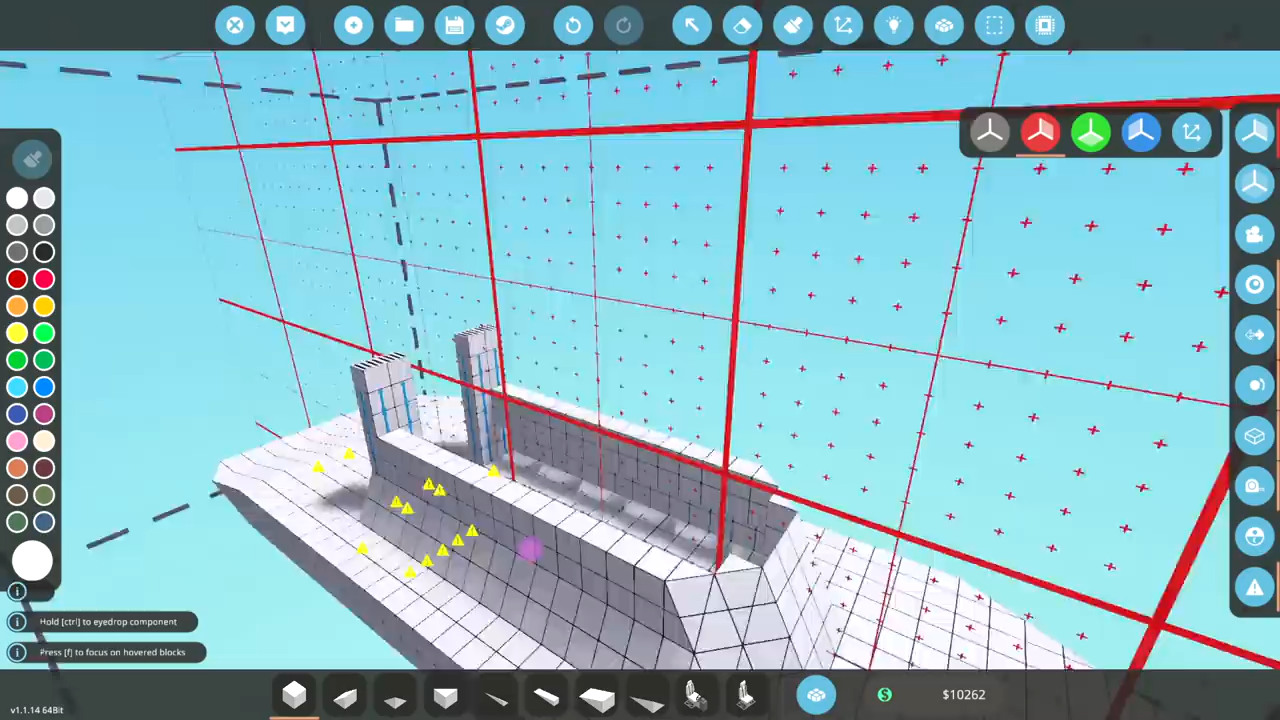 Hold [ctrl] to eyedrop component
Press [f] to focus on hovered blocks
v1.1.14 64Bit
$10262